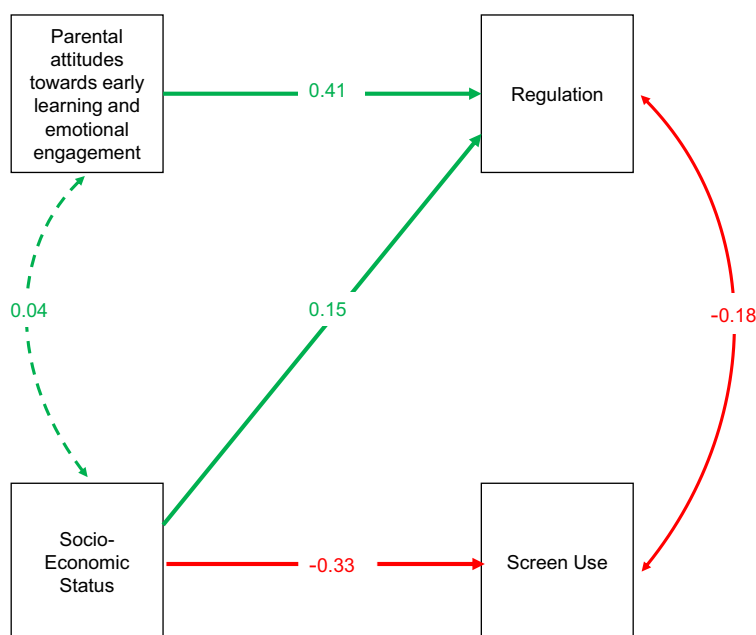 Parental
attitudes
towards early
learning and
emotional
engagement
0.41
Regulation
0.04
0.15
-0.18
Socio-
Economic
Status
-0.33
Screen Use